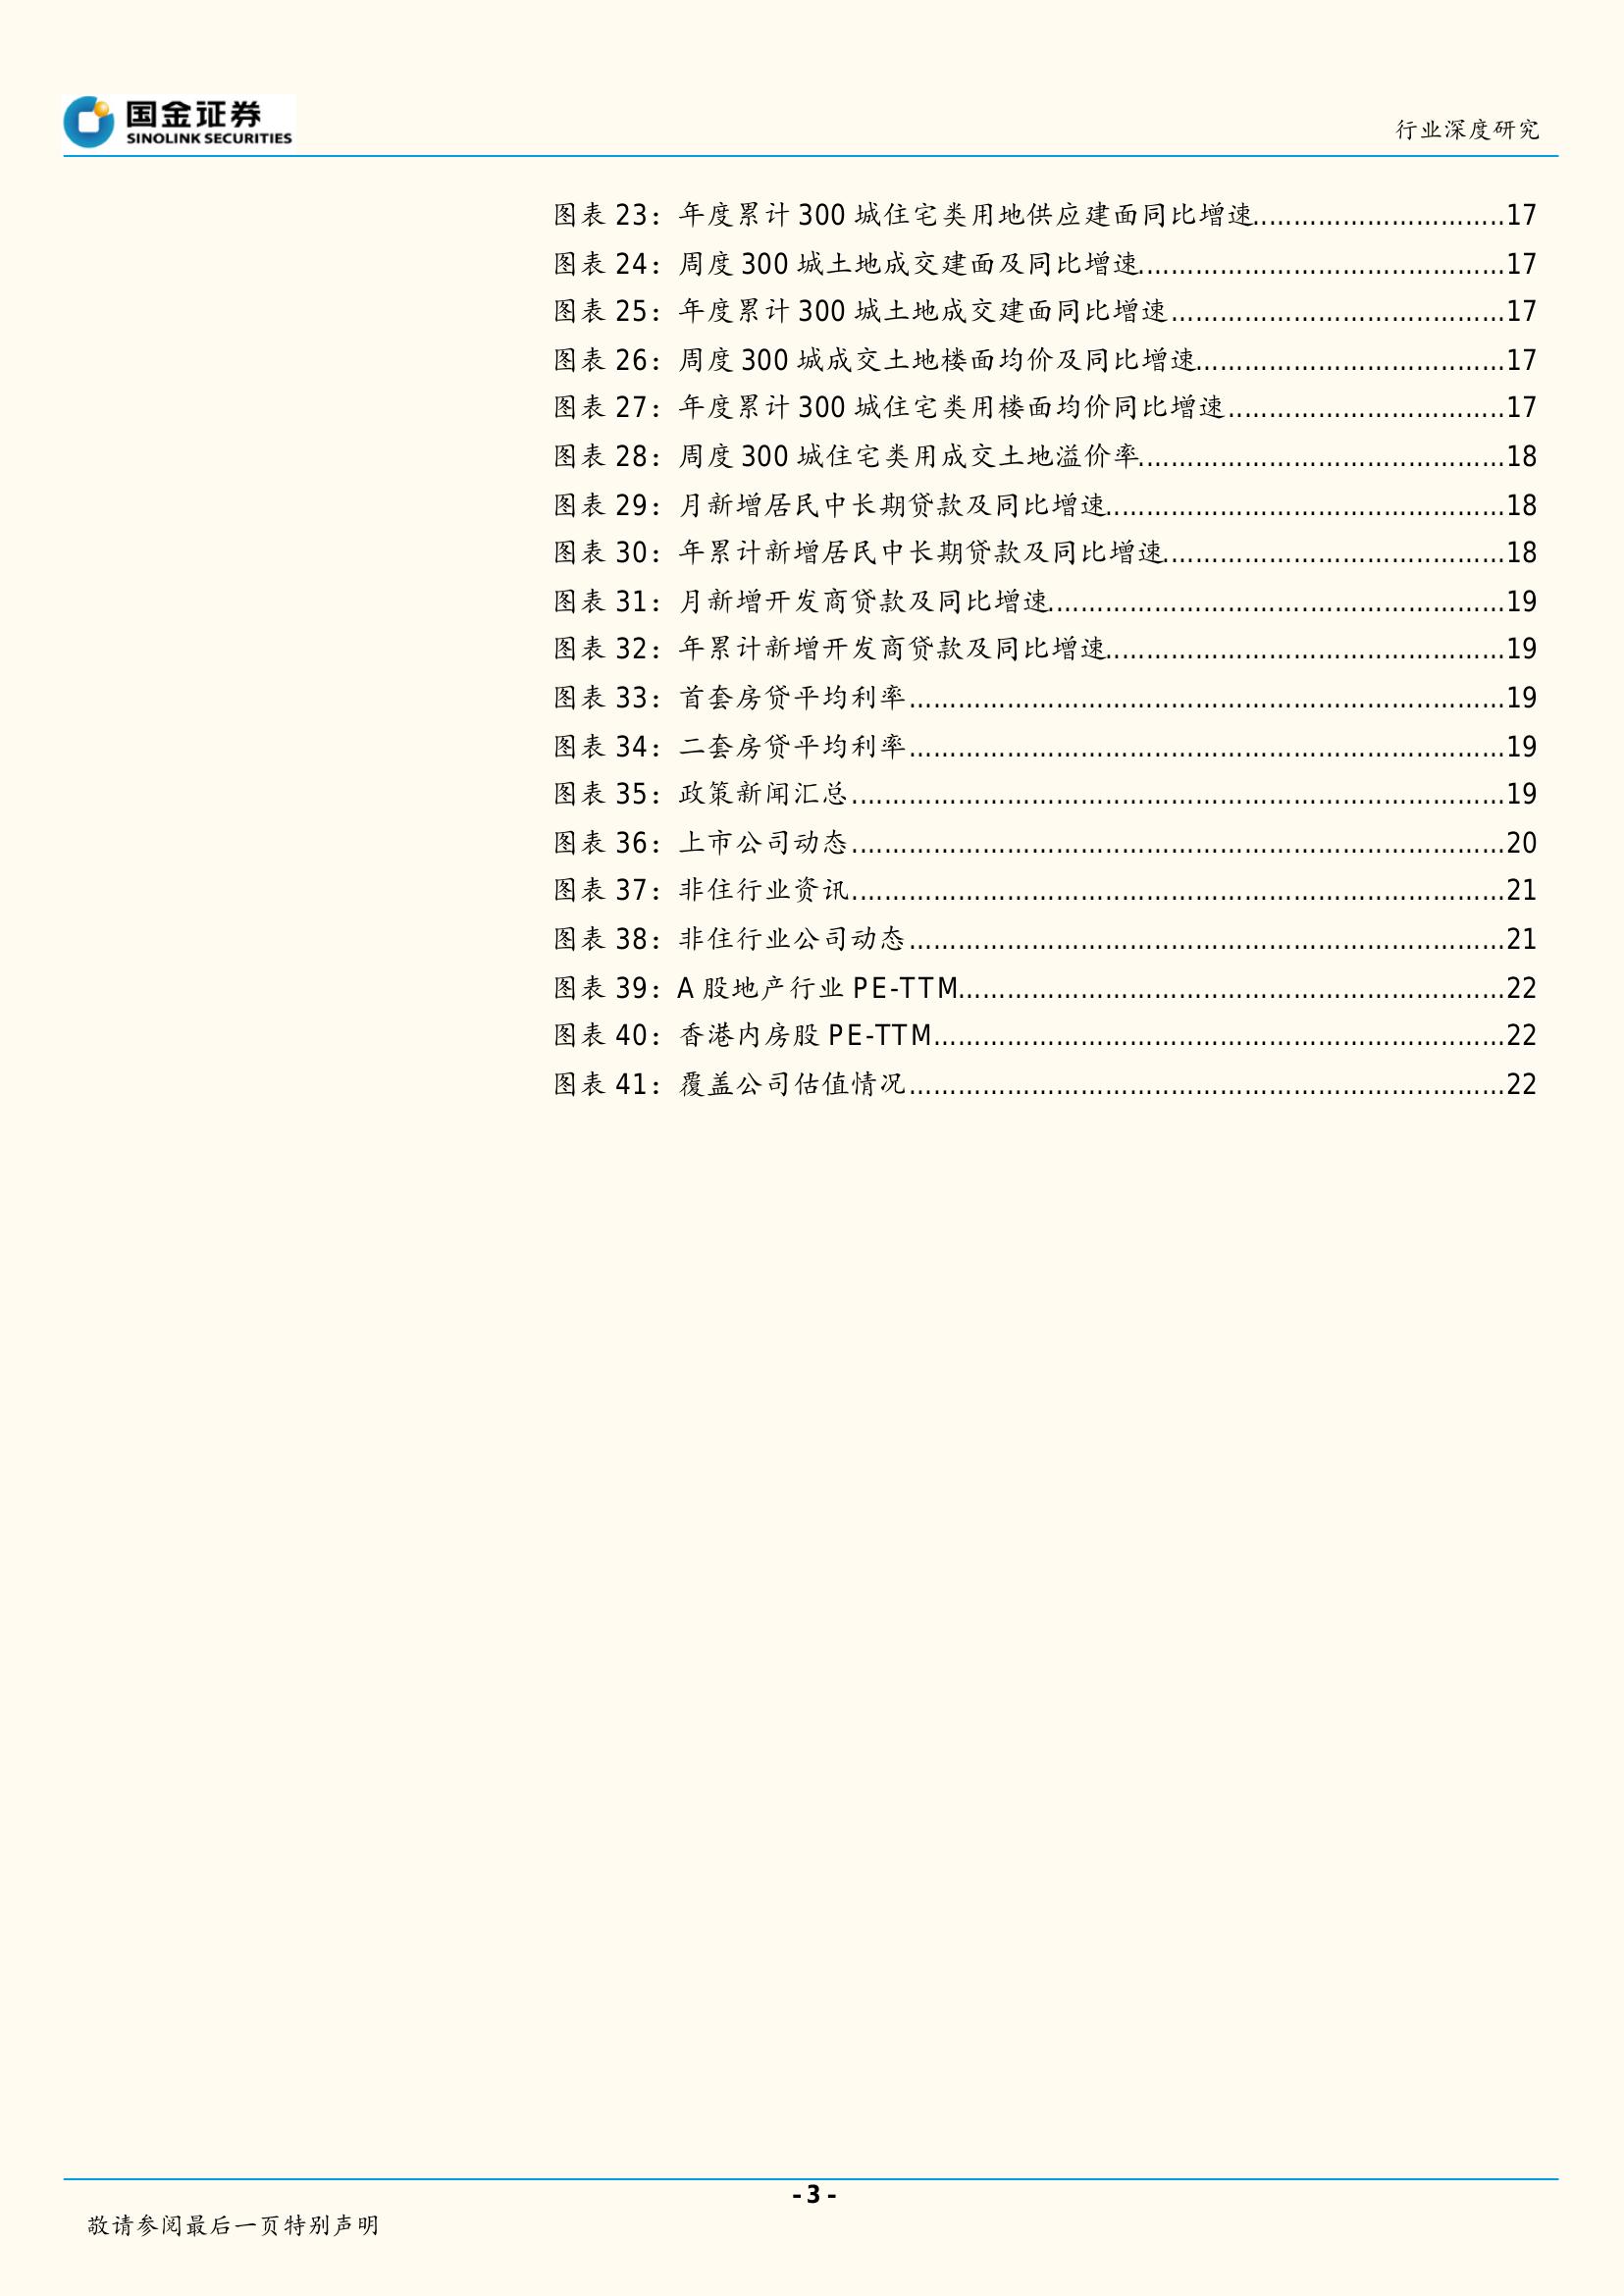 国金证券
SINOLINK SECURITIES
行业深度研究
图表 23：年度累计 300 城住宅类用地供应建面同比增速..............................17
图表 24：周度 300 城土地成交建面及同比增速............................................17
图表 25：年度累计 300 城土地成交建面同比增速........................................17
图表 26：周度 300 城成交土地楼面均价及同比增速.....................................17
图表 27：年度累计 300 城住宅类用楼面均价同比增速.................................17
图表 28：周度 300 城住宅类用成交土地溢价率............................................18
图表 29：月新增居民中长期贷款及同比增速................................................18
图表 30：年累计新增居民中长期贷款及同比增速.........................................18
图表 31：月新增开发商贷款及同比增速.......................................................19
图表 32：年累计新增开发商贷款及同比增速................................................19
图表 33：首套房贷平均利率........................................................................19
图表 34：二套房贷平均利率........................................................................19
图表 35：政策新闻汇总...............................................................................19
图表 36：上市公司动态...............................................................................20
图表 37：非住行业资讯...............................................................................21
图表 38：非住行业公司动态........................................................................21
图表 39：A 股地产行业 PE-TTM..................................................................22
图表 40：香港内房股 PE-TTM.....................................................................22
图表 41：覆盖公司估值情况........................................................................22
- 3 -
敬请参阅最后一页特别声明